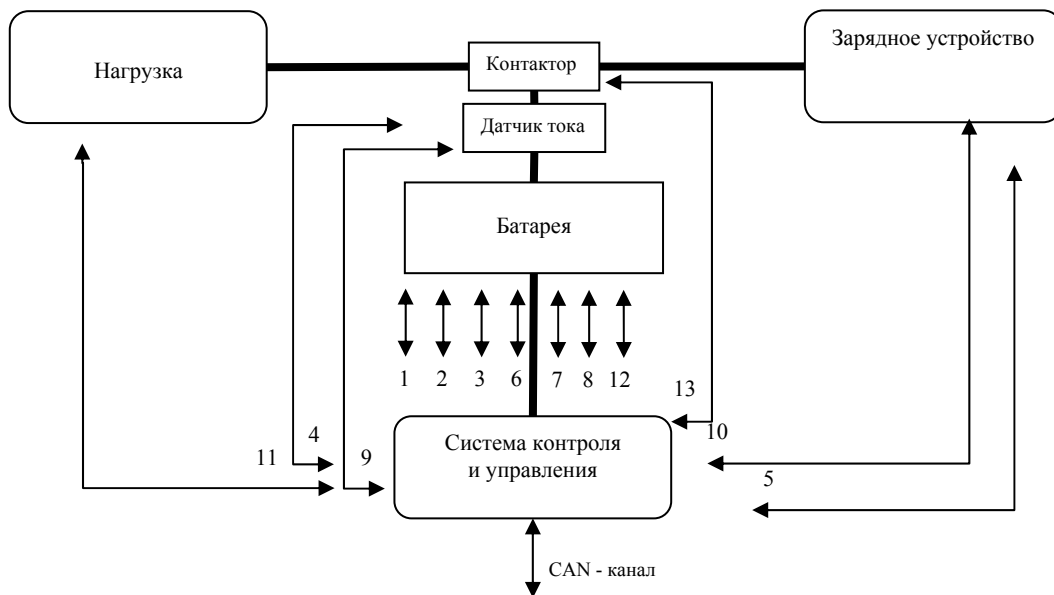 Нагрузка
Контактор
Зарядное устройство
Датчик тока
Батарея
1 2 3 6 7 8 12
13
10
4
11
9
5
Система контроля
и управления
CAN - канал